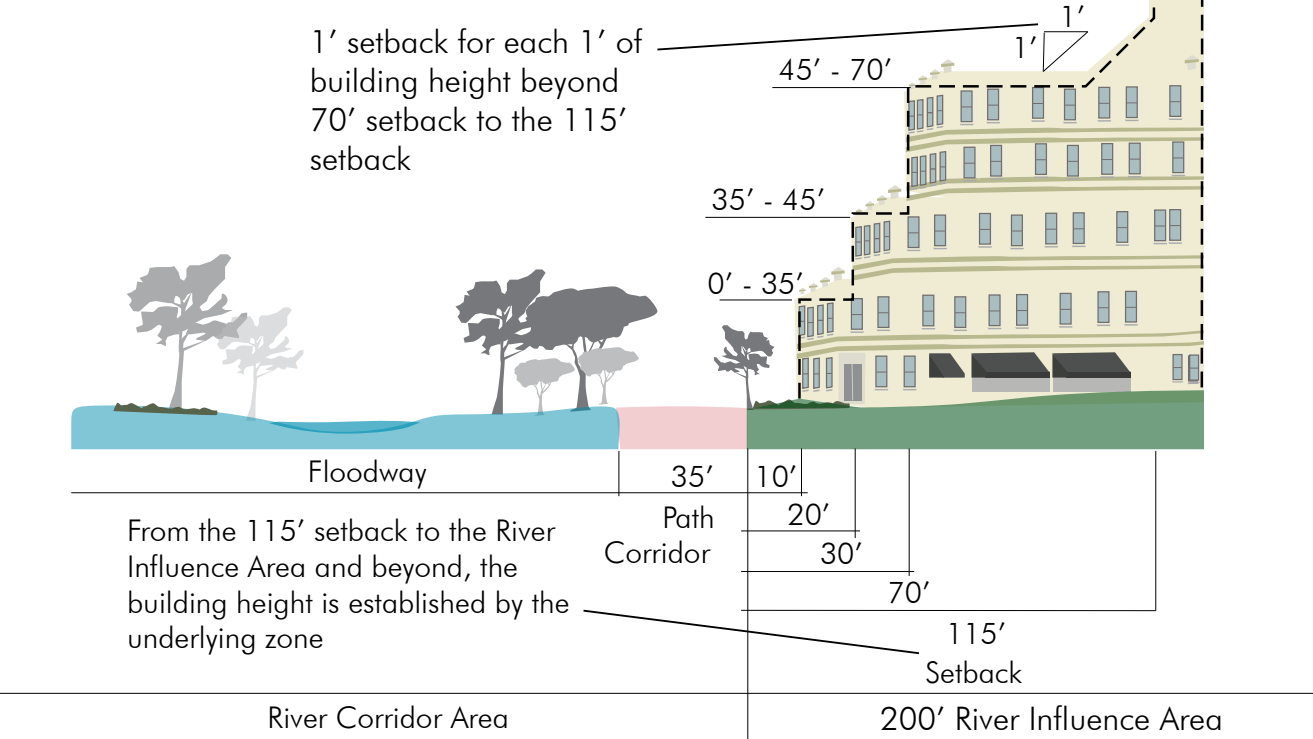 1′
1′ setback for each 1′ of
1′
building height beyond
45′ - 70′
70′ setback to the 115′
setback
35′ - 45′
0′ - 35′
Floodway
35′
10′
Path
Corridor
20′
30′
70′
115′
Setback
From the 115′ setback to the River
Influence Area and beyond, the
building height is established by the
underlying zone
River Corridor Area
200′ River Influence Area